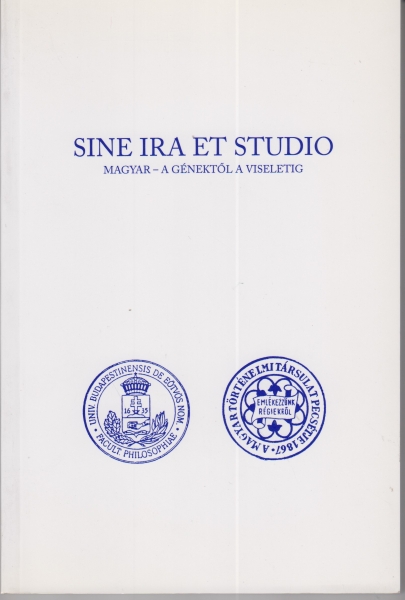 SINE IRA ET STUDIO
MAGYAR – A GÉNEKTŐL A VISELETIG
UNIV. BUDAPESTINENSIS DE EÖTVÖS NOM.
• FACULT. PHILOSOPHIAE •
16 35
A MAGYAR TÖRTÉNELMI TÁRSULAT PECSÉTJE 1867 •
EMLÉKEZZÜNK
RÉGIEKRŐL